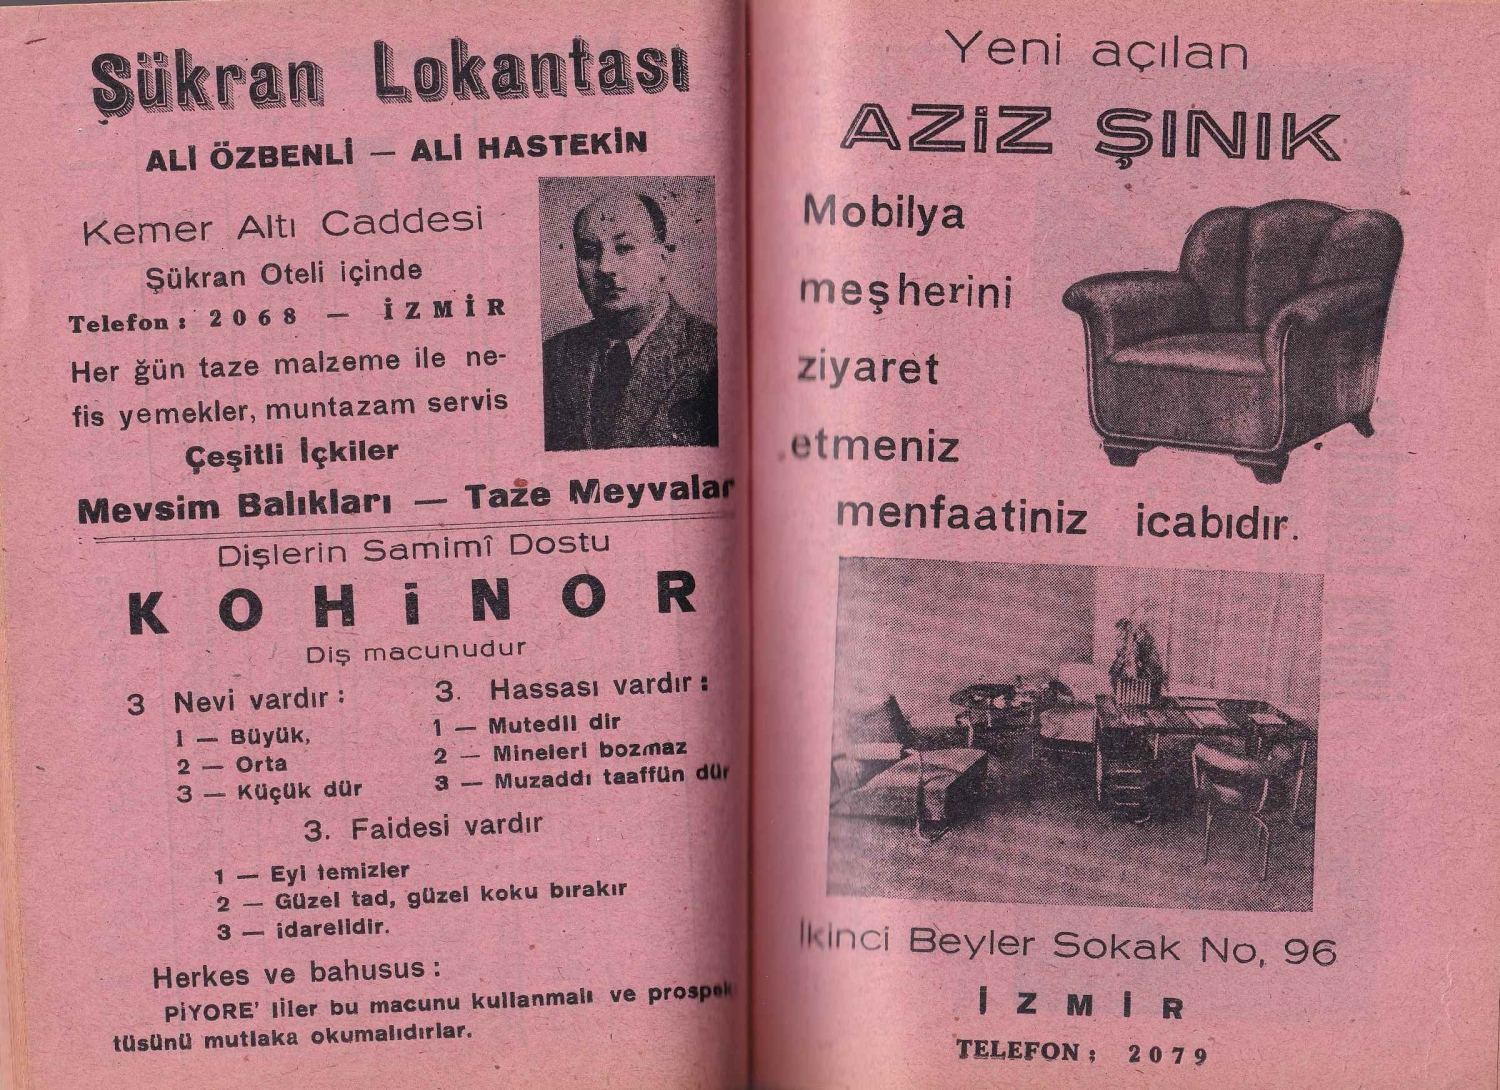 Şükran Lokantası
ALİ ÖZBENLİ — ALİ HASTEKİN
Kemer Altı Caddesi
Şükran Oteli içinde
Telefon : 2068 — İZMİR
Her ğün taze malzeme ile ne-
fis yemekler, muntazam servis
Çeşitli İçkiler
Mevsim Balıkları — Taze Meyvalar
Dişlerin Samimî Dostu
KOHİNOR
Diş macunudur
3 Nevi vardır :
1 — Büyük,
2 — Orta
3 — Küçük dür
3. Hassası vardır :
1 — Mutedil dir
2 — Mineleri bozmaz
3 — Muzaddı taaffün dür
3. Faidesi vardır
1 — Eyi temizler
2 — Güzel tad, güzel koku bırakır
3 — idarelidir.
Herkes ve bahusus :
PİYORE' liler bu macunu kullanmalı ve prospek
tüsünü mutlaka okumalıdırlar.
Yeni açılan
AZİZ ŞINIK
Mobilya
meşherini
ziyaret
etmeniz
menfaatiniz icabıdır.
İkinci Beyler Sokak No, 96
İZMİR
TELEFON ; 2079